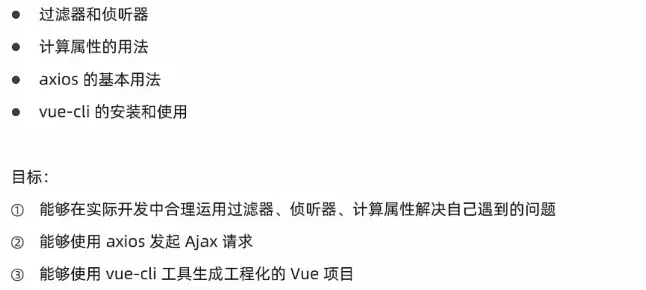 ● 过滤器和侦听器
● 计算属性的用法
● axios 的基本用法
● vue-cli 的安装和使用
目标：
① 能够在实际开发中合理运用过滤器、侦听器、计算属性解决自己遇到的问题
② 能够使用 axios 发起 Ajax 请求
③ 能够使用 vue-cli 工具生成工程化的 Vue 项目